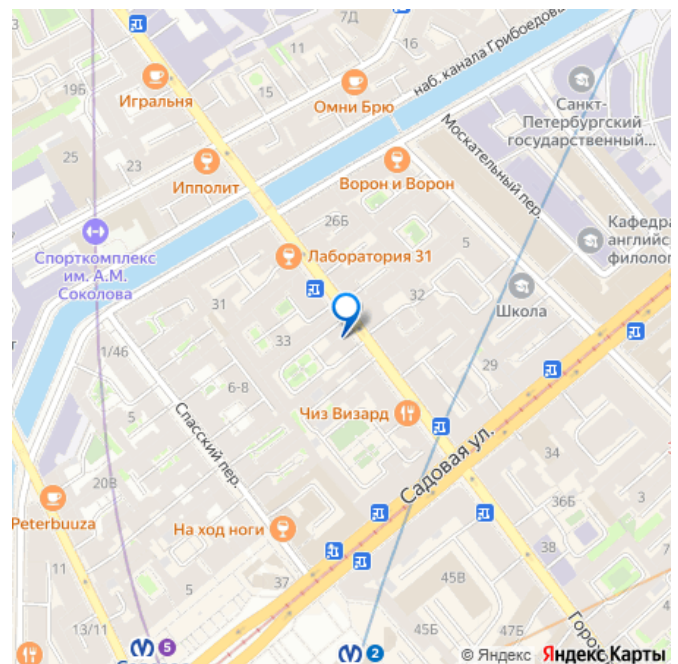 7Д
16
наб. канала Грибоедова
11
19Б
Игральня
15
Омни Брю
Санкт-
Петербургский
государственный...
Москательный пер.
25
23
Ипполит
Ворон и Ворон
26Б
Кафедра
английс
филолог
Спорткомплекс
им. А.М.
Соколова
Лаборатория 31
5
31
32
Школа
33
1/46
29
6-8
5
Чиз Визард
Спасский пер.
Садовая ул.
34
20В
36Б
3
Peterbuuza
На ход ноги
38
11
37
45В
5
13/11
5
45Б
47Б
2
© Яндекс Яндекс Карты